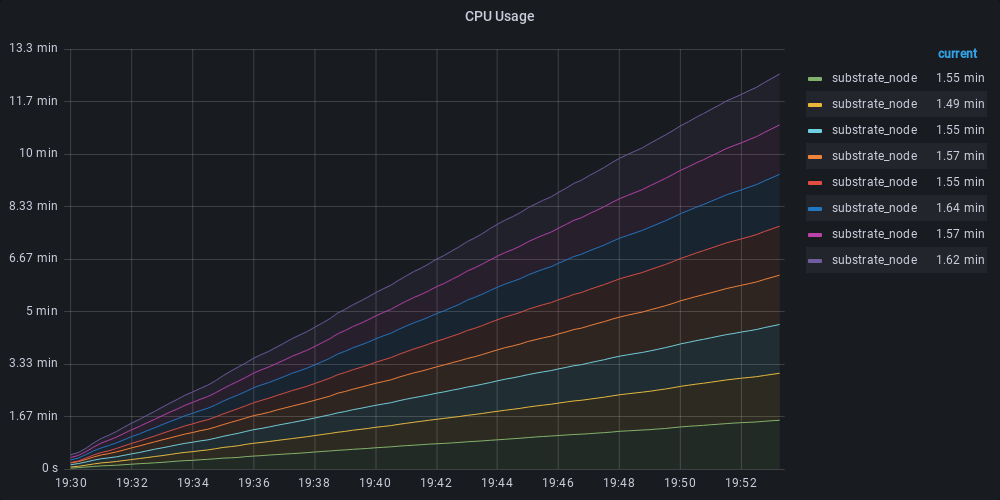 CPU Usage
13.3 min
11.7 min
10 min
8.33 min
6.67 min
5 min
3.33 min
1.67 min
0 s
19:30 19:32 19:34 19:36 19:38 19:40 19:42 19:44 19:46 19:48 19:50 19:52
current
substrate_node 1.55 min
substrate_node 1.49 min
substrate_node 1.55 min
substrate_node 1.57 min
substrate_node 1.55 min
substrate_node 1.64 min
substrate_node 1.57 min
substrate_node 1.62 min